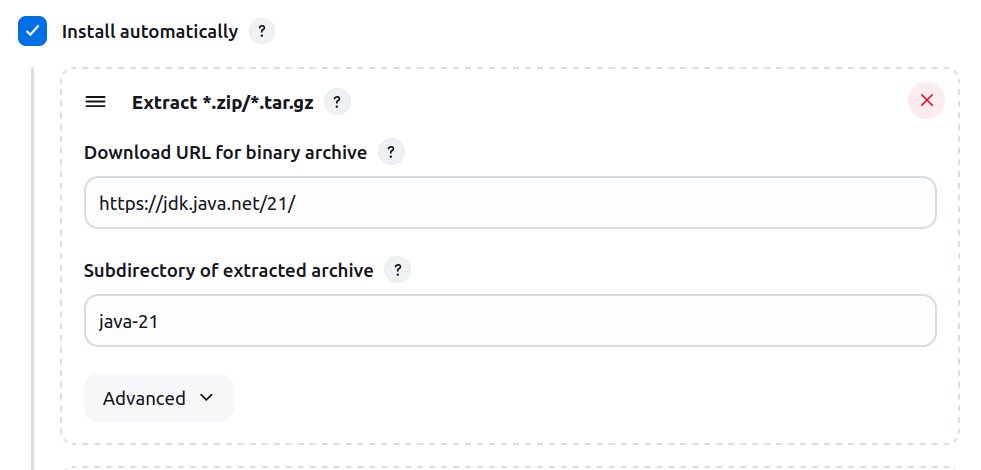 Install automatically ?
Extract *.zip/*.tar.gz ?
Download URL for binary archive ?
https://jdk.java.net/21/
Subdirectory of extracted archive ?
java-21
Advanced